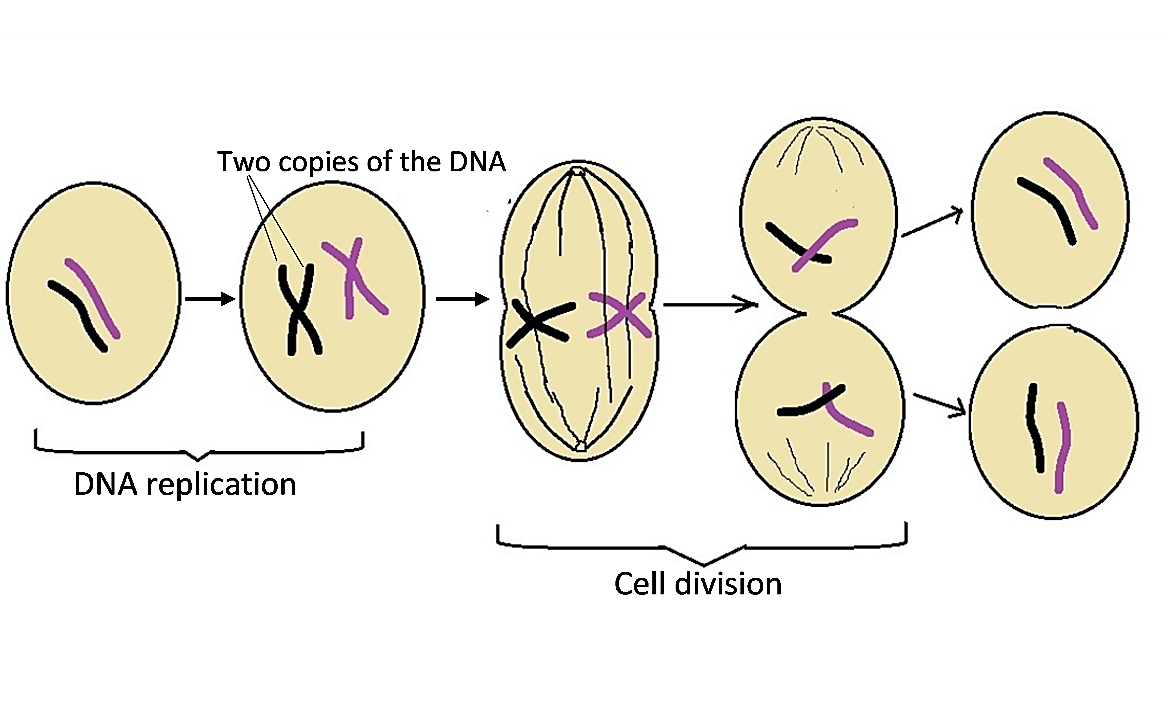 Two copies of the DNA
DNA replication
Cell division